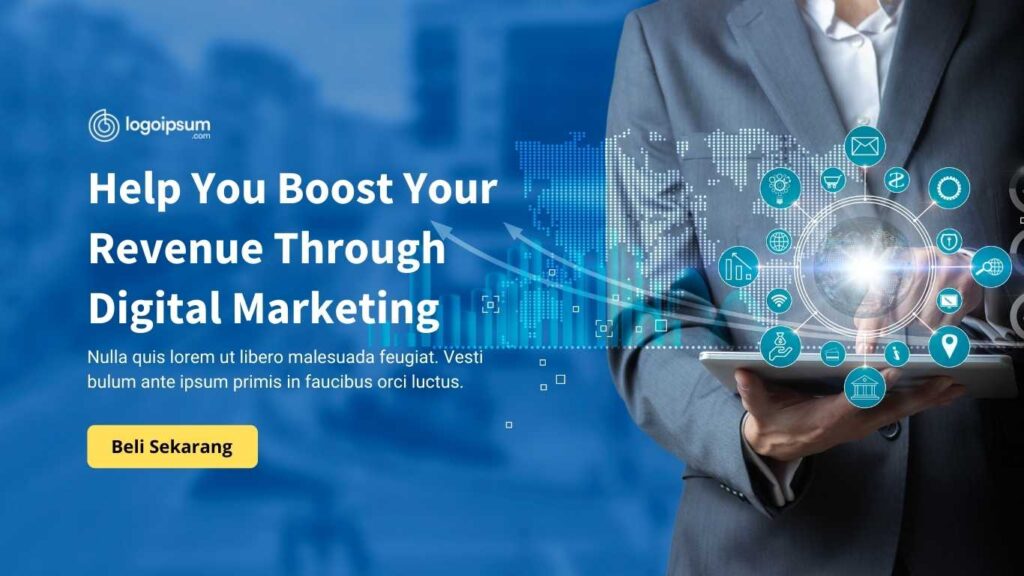 logoipsum
.com
Help You Boost Your
Revenue Through
Digital Marketing
Nulla quis lorem ut libero malesuada feugiat. Vesti
bulum ante ipsum primis in faucibus orci luctus.
Beli Sekarang